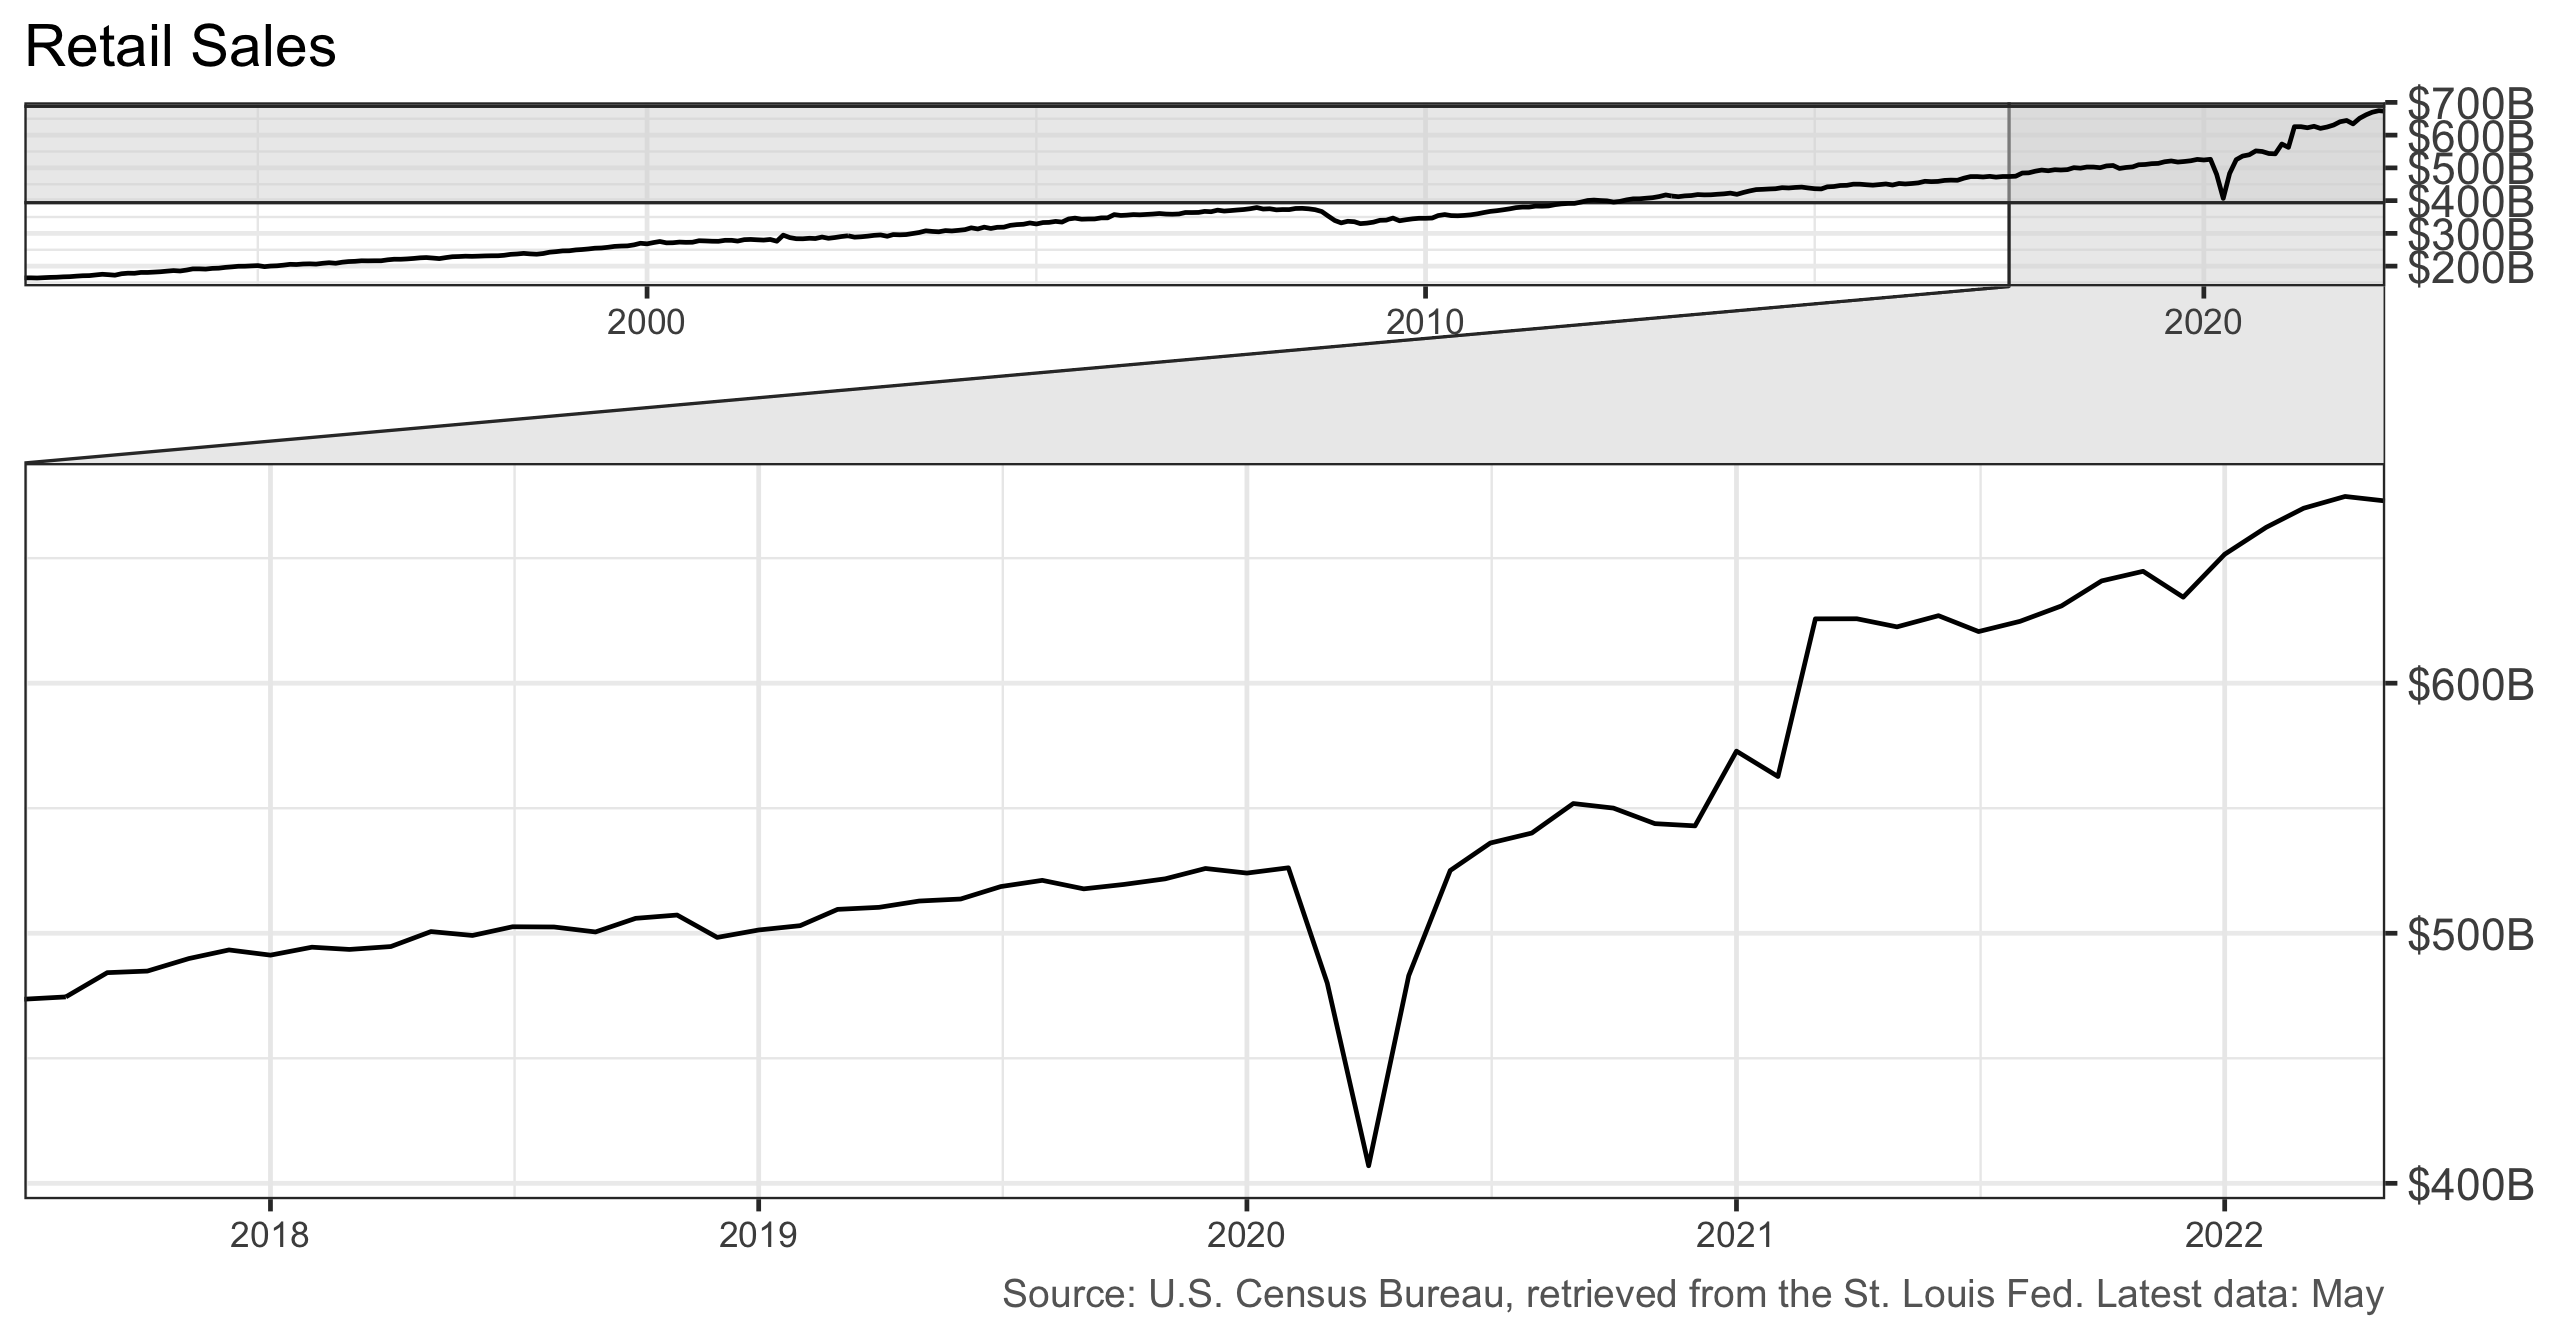 Retail Sales
$700B
$600B
$500B
$400B
$300B
$200B
2000 2010 2020
$600B
$500B
$400B
2018 2019 2020 2021 2022
Source: U.S. Census Bureau, retrieved from the St. Louis Fed. Latest data: May